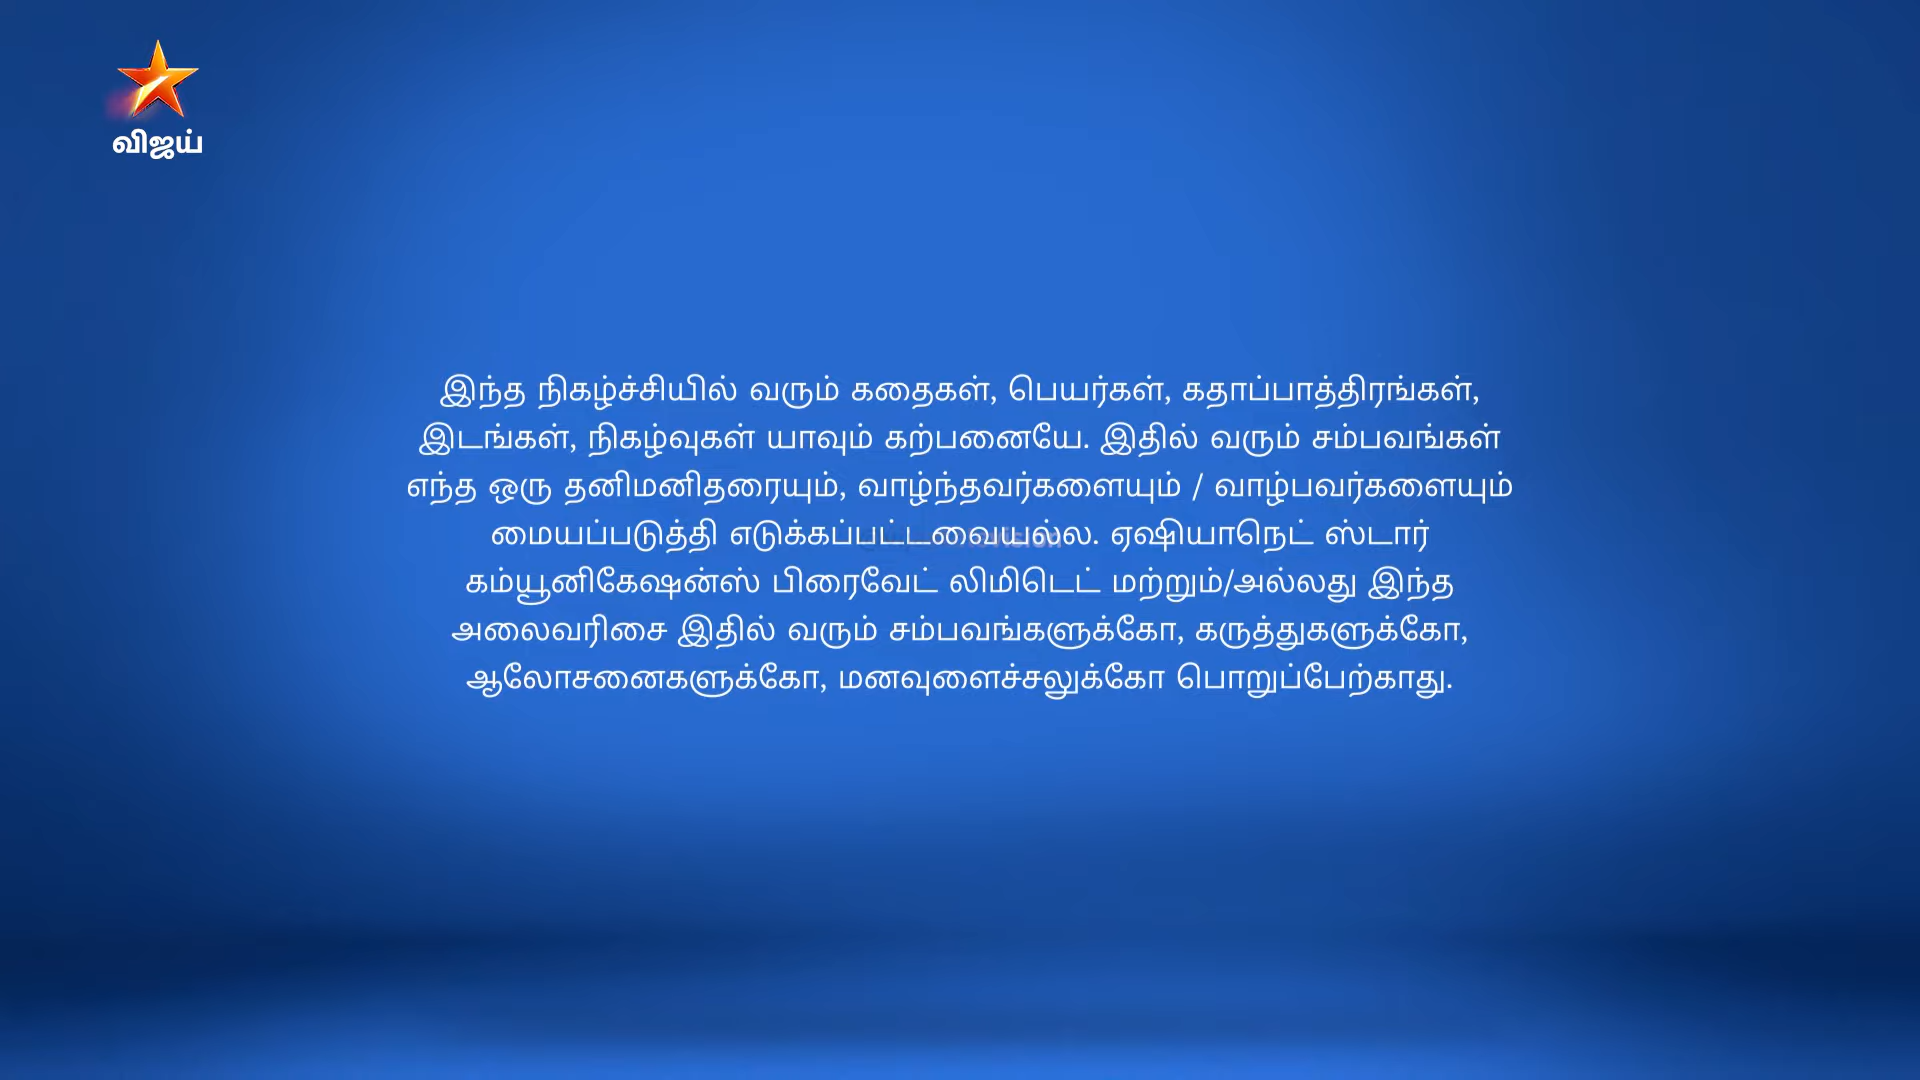 விஜய்
இந்த நிகழ்ச்சியில் வரும் கதைகள், பெயர்கள், கதாப்பாத்திரங்கள்,
இடங்கள், நிகழ்வுகள் யாவும் கற்பனையே. இதில் வரும் சம்பவங்கள்
எந்த ஒரு தனிமனிதரையும், வாழ்ந்தவர்களையும் / வாழ்பவர்களையும்
மையப்படுத்தி எடுக்கப்பட்டவையல்ல. ஏஷியாநெட் ஸ்டார்
கம்யூனிகேஷன்ஸ் பிரைவேட் லிமிடெட் மற்றும்/அல்லது இந்த
அலைவரிசை இதில் வரும் சம்பவங்களுக்கோ, கருத்துகளுக்கோ,
ஆலோசனைகளுக்கோ, மனவுளைச்சலுக்கோ பொறுப்பேற்காது.